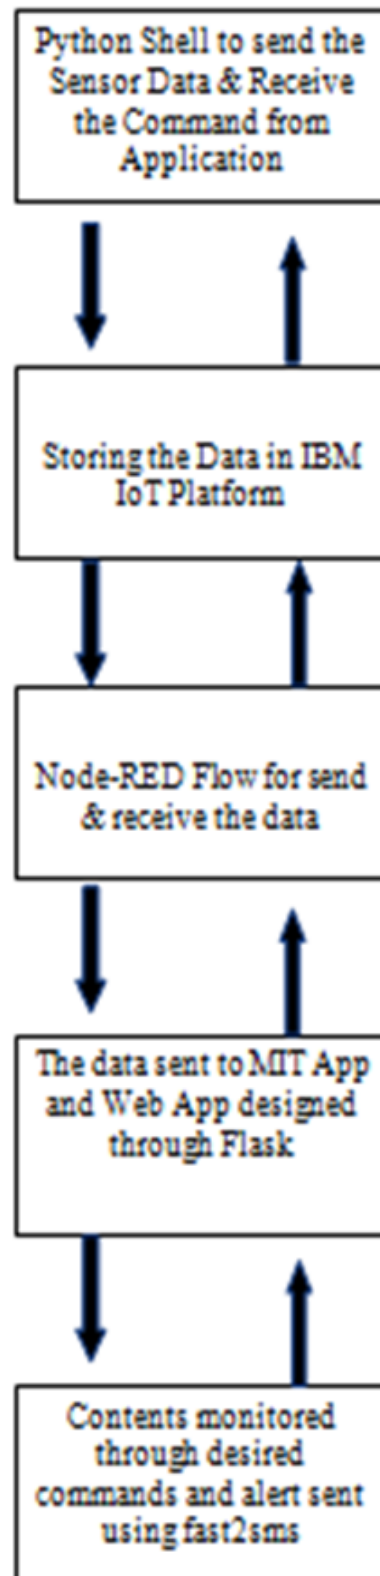 Python Shell to send the
Sensor Data & Receive
the Command from
Application
Storing the Data in IBM
IoT Platform
Node-RED Flow for send
& receive the data
The data sent to MIT App
and Web App designed
through Flask
Contents monitored
through desired
commands and alert sent
using fast2sms